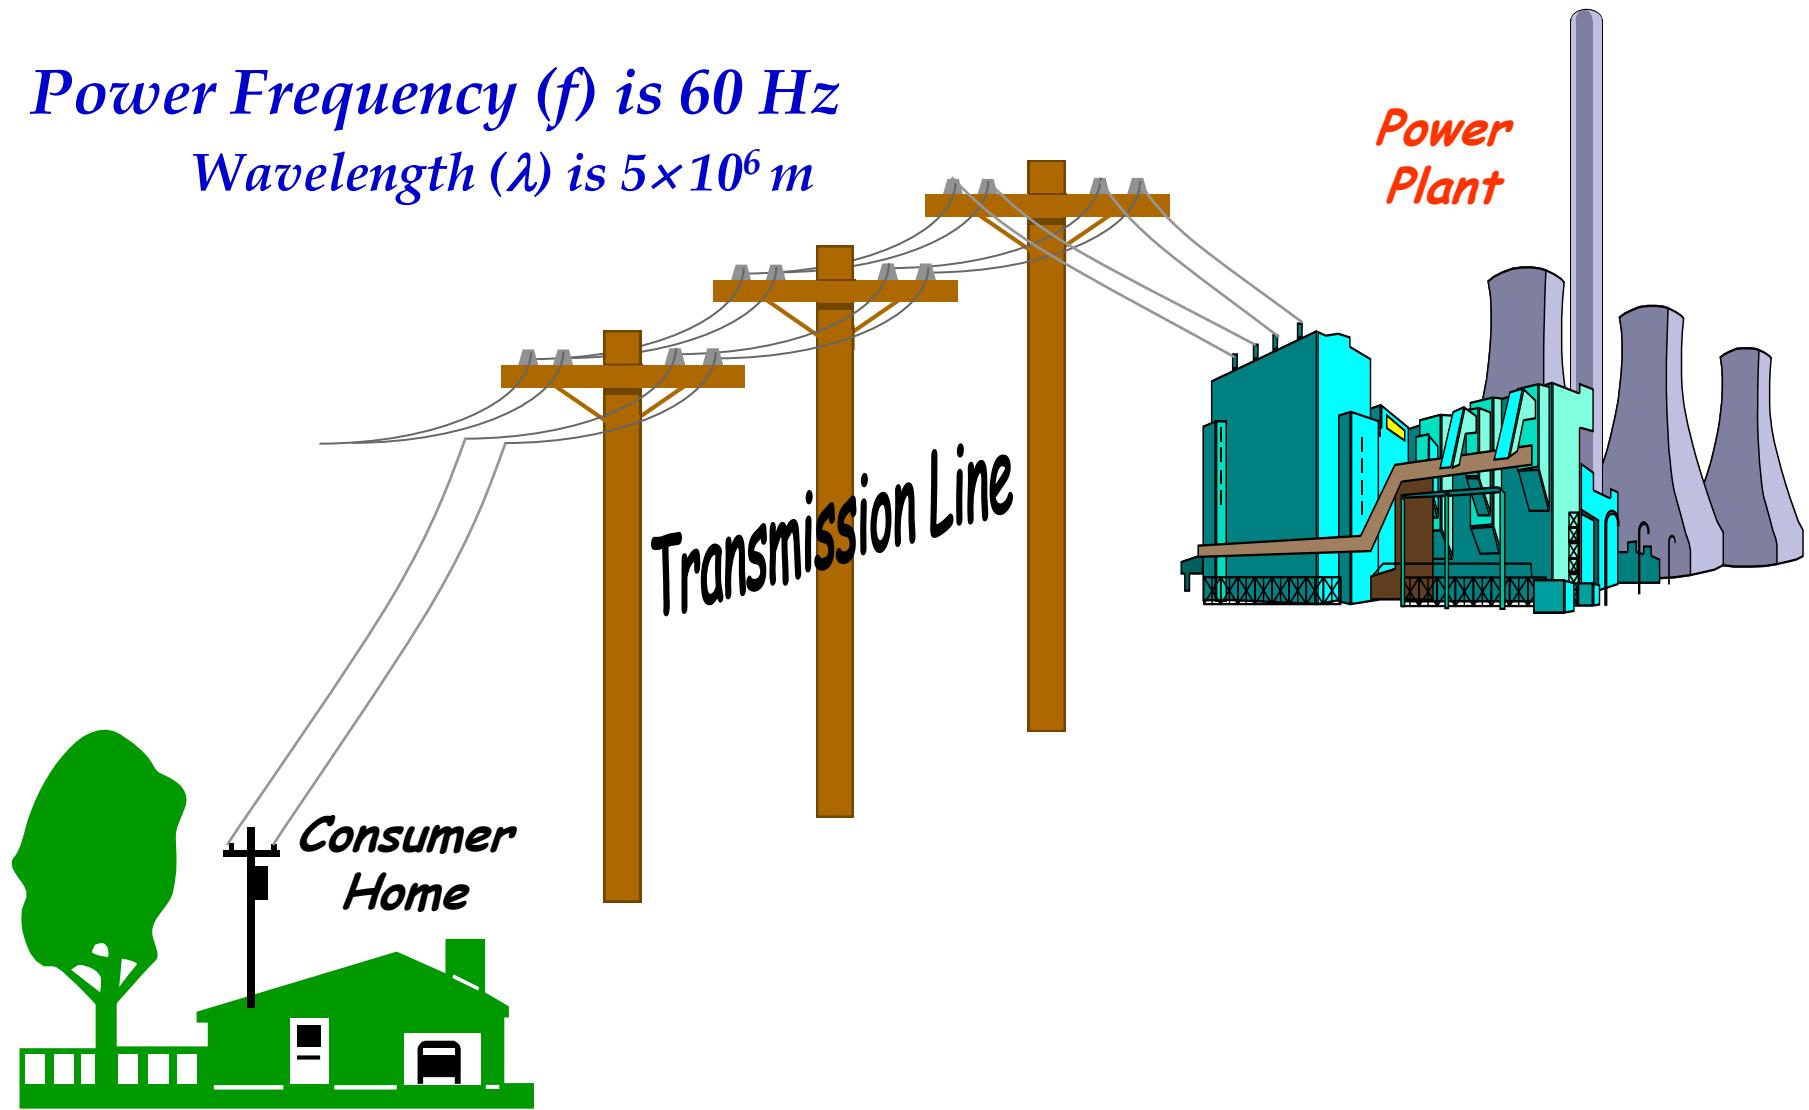 Power Frequency (f) is 60 Hz
Wavelength (λ) is 5×10⁶ m
Power
Plant
Transmission Line
Consumer
Home